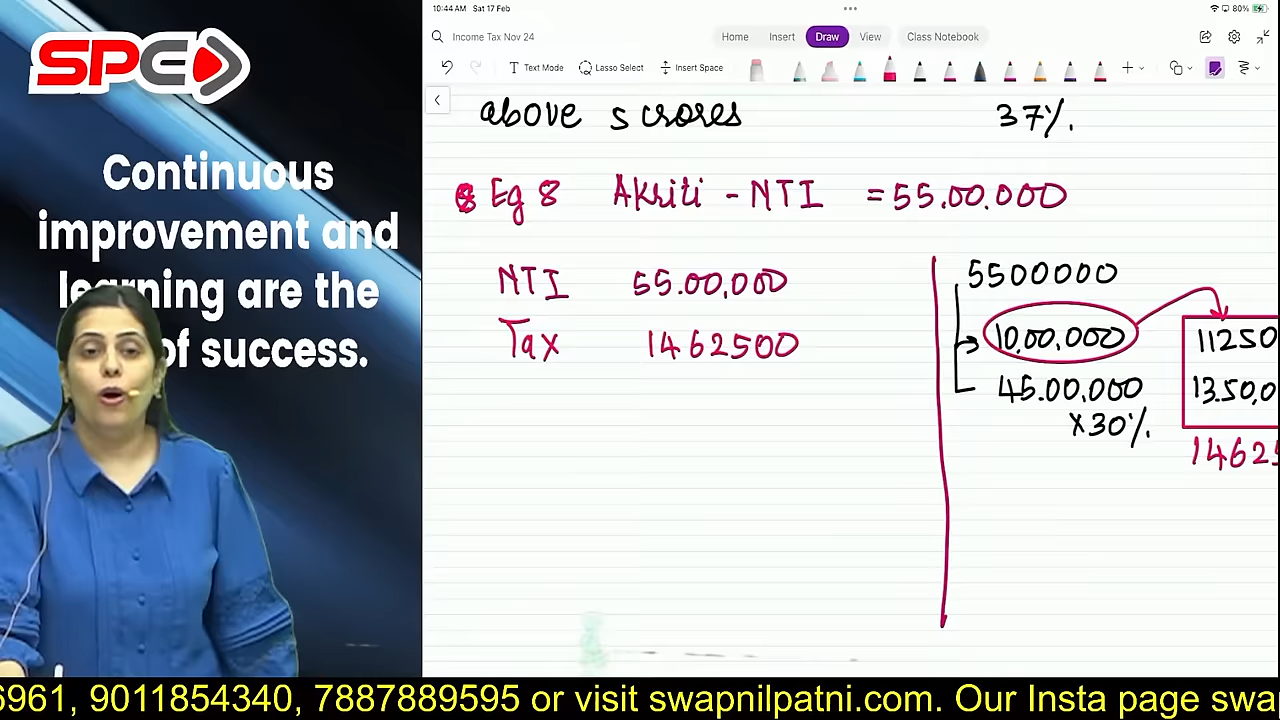 SPC
Continuous
improvement and
learning are the
of success.
10:44 AM Sat 17 Feb
80%
Income Tax Nov 24
Home Insert Draw View Class Notebook
Text Mode Lasso Select Insert Space
above 5 crores 37%.
Eg 8 Akriti - NTI = 55.00.000
NTI 55.00,000
Tax 1462500
5500000
10,00,000 11250
45.00,000 13.50,0
x30%.
1462
6961, 9011854340, 7887889595 or visit swapnilpatni.com. Our Insta page swa